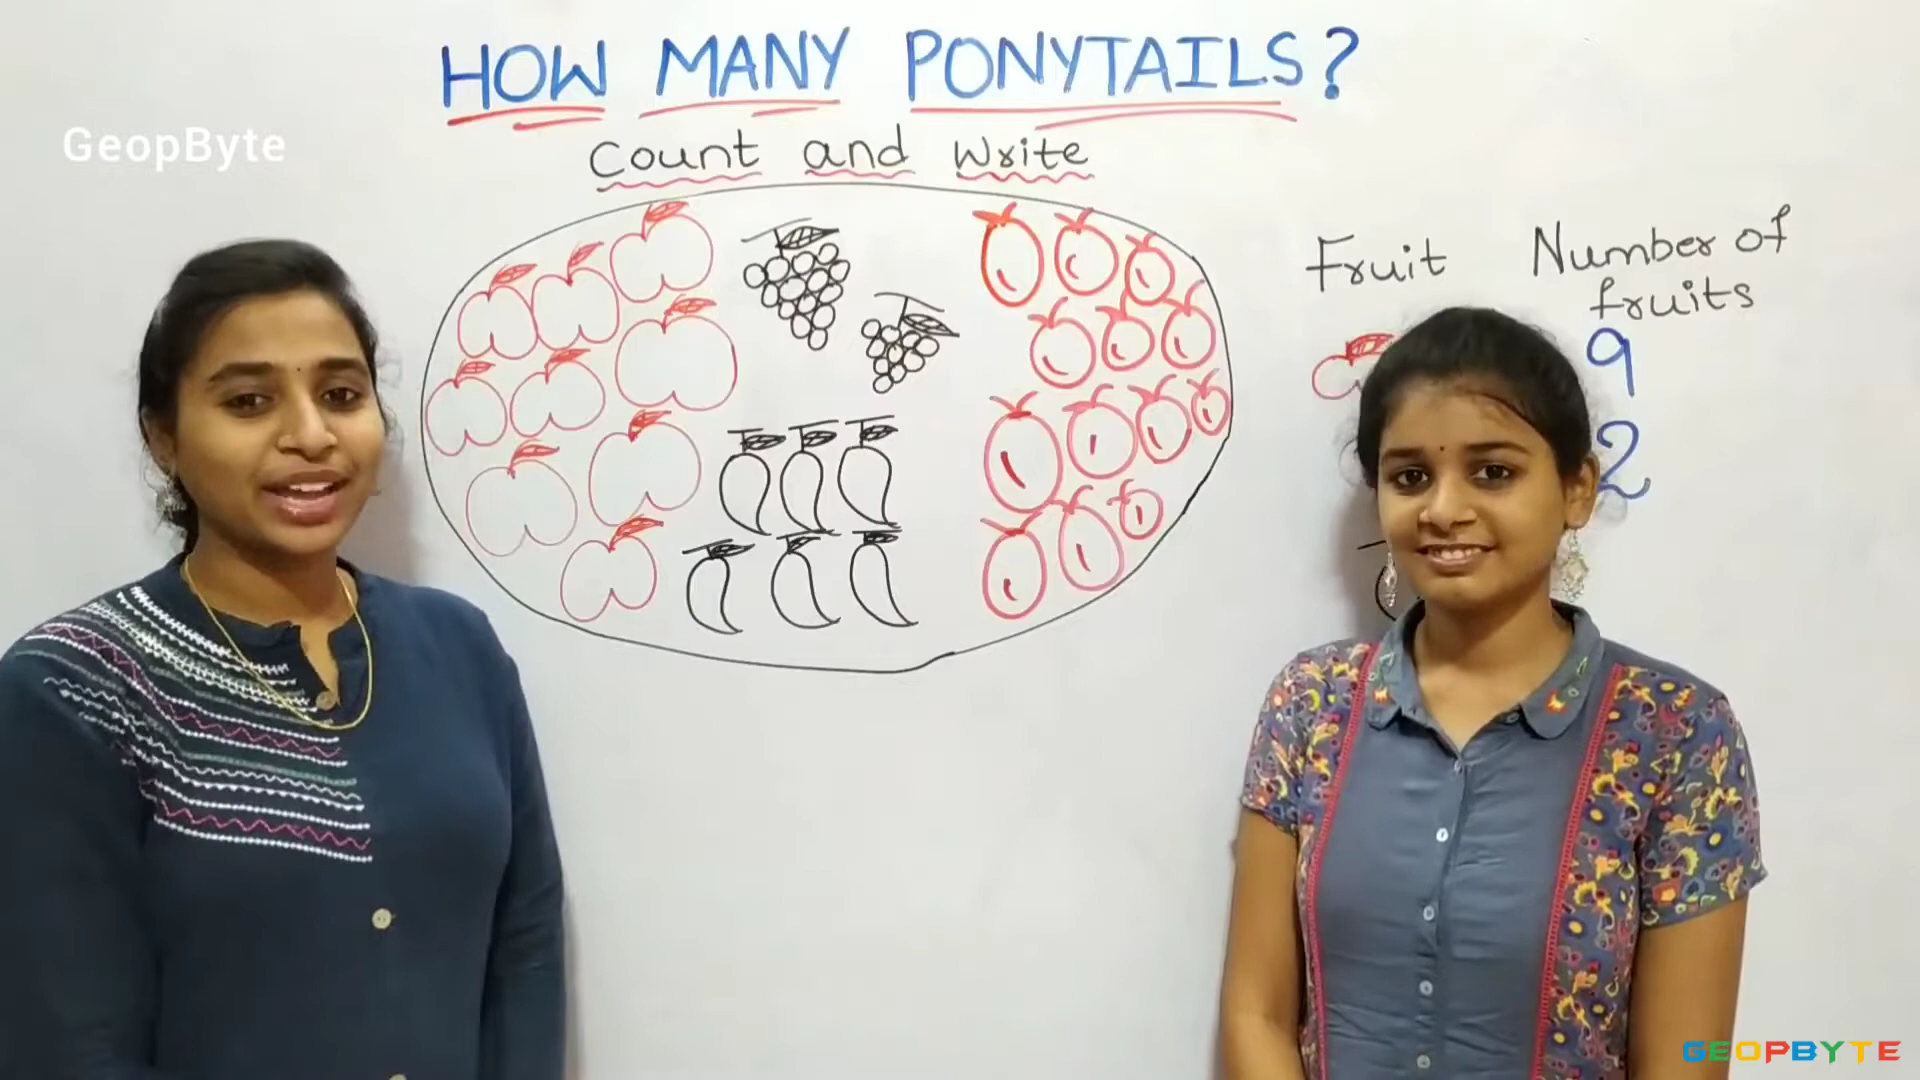 HOW MANY PONYTAILS?
GeopByte
Count and Write
Fruit
Number of
fruits
9
2
GEOPBYTE